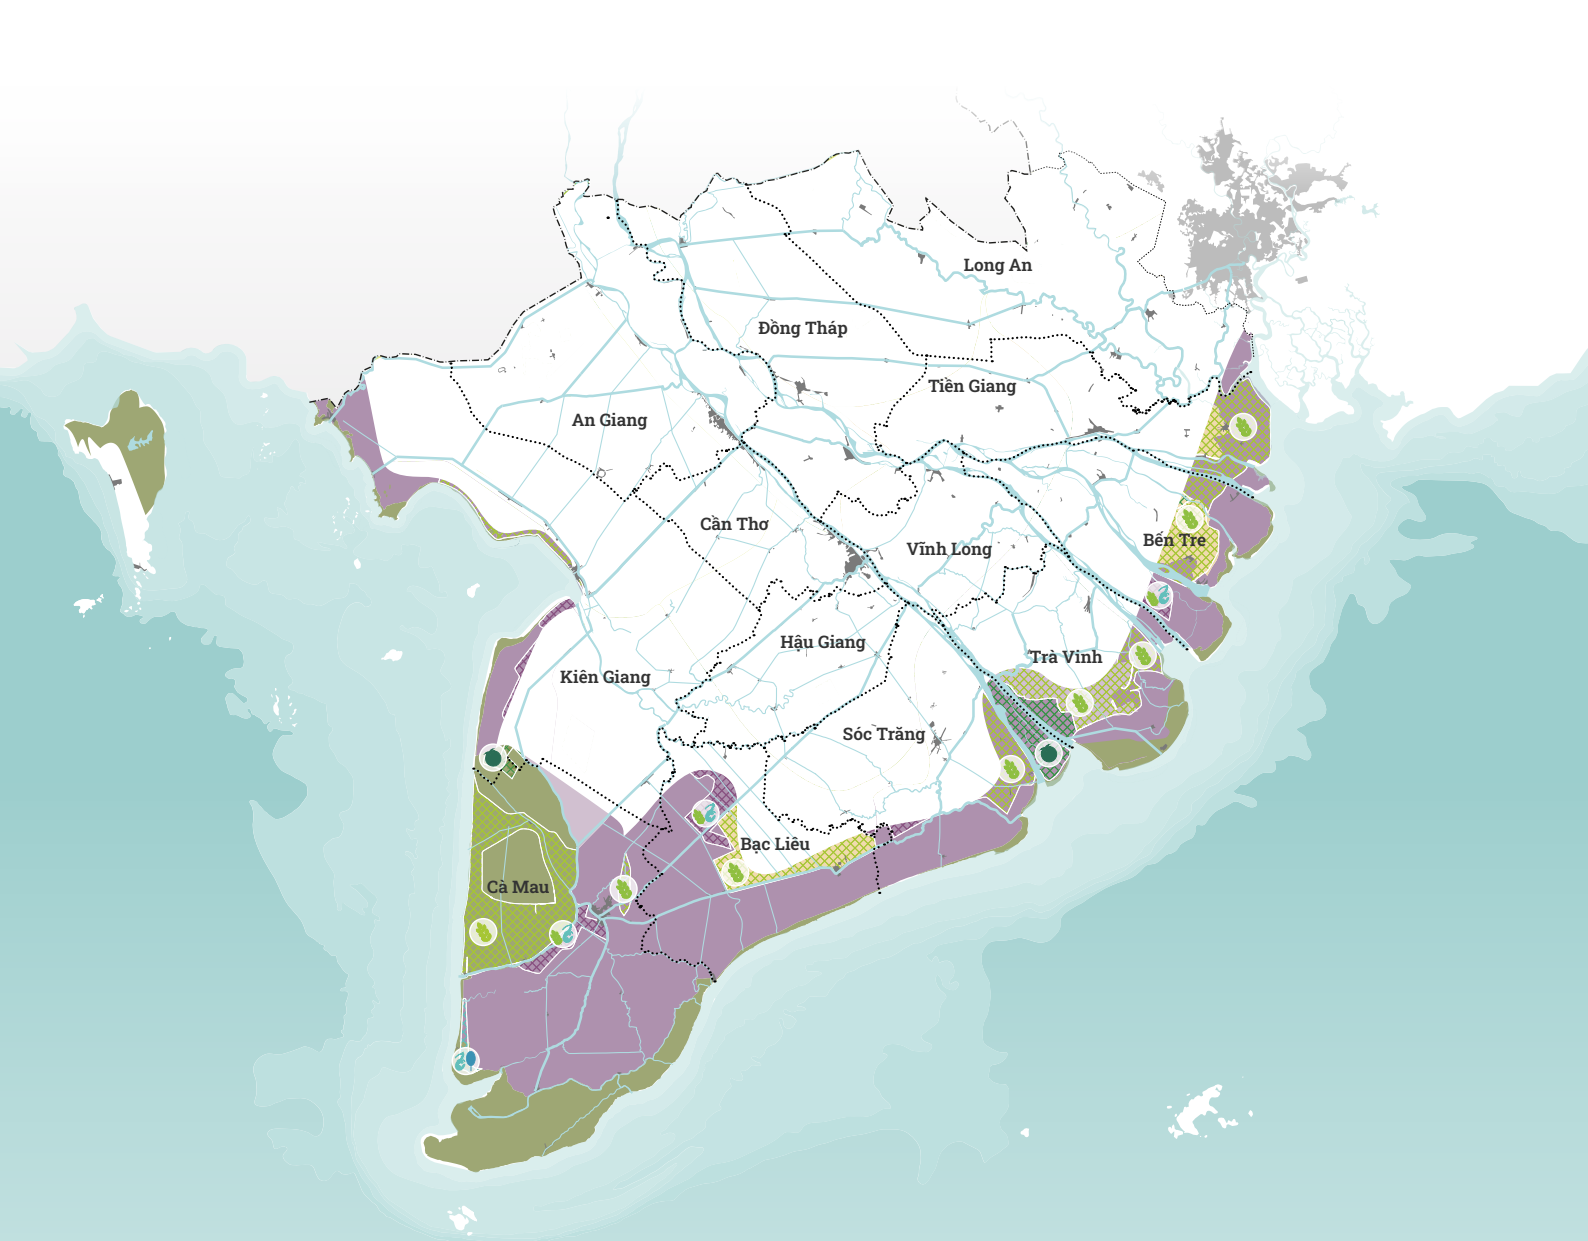 Long An
Đồng Tháp
Tiền Giang
An Giang
Cần Thơ
Bến Tre
Vĩnh Long
Hậu Giang
Trà Vinh
Kiên Giang
Sóc Trăng
Bạc Liêu
Cà Mau